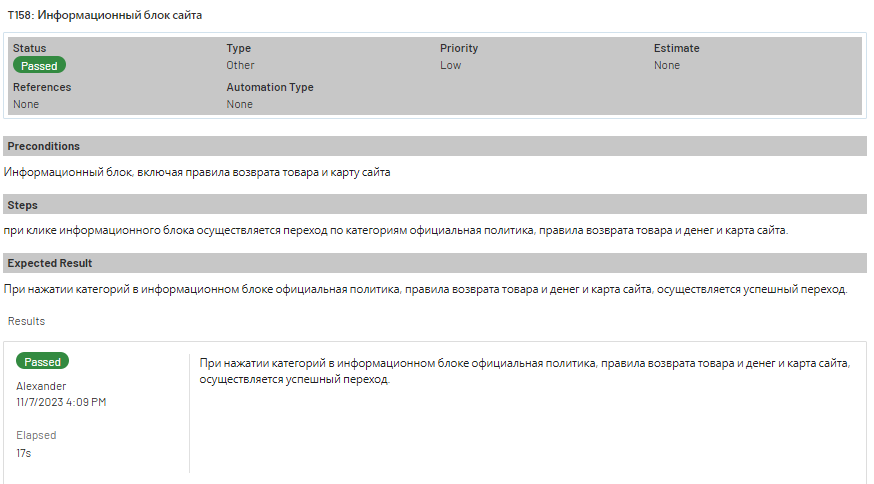 T158: Информационный блок сайта
Status Type Priority Estimate
Passed Other Low None
References Automation Type
None None
Preconditions
Информационный блок, включая правила возврата товара и карту сайта
Steps
при клике информационного блока осуществляется переход по категориям официальная политика, правила возврата товара и денег и карта сайта.
Expected Result
При нажатии категорий в информационном блоке официальная политика, правила возврата товара и денег и карта сайта, осуществляется успешный переход.
Results
Passed
Alexander
11/7/2023 4:09 PM
Elapsed
17s
При нажатии категорий в информационном блоке официальная политика, правила возврата товара и денег и карта сайта,
осуществляется успешный переход.